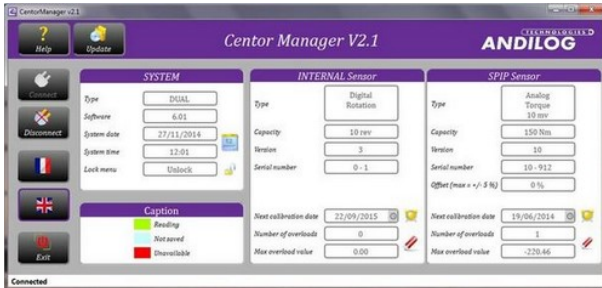 CentorManager V2.1
Help
Update
Centor Manager V2.1
TECHNOLOGIES
ANDILOG
Connect
Disconnect
Exit
SYSTEM
Type DUAL
Software 6.01
System date 27/11/2014
System time 12:01
Lock menu Unlock
Caption
Reading
Not saved
Unavailable
INTERNAL Sensor
Type Digital
Rotation
Capacity 10 rev
Version 3
Serial number 0 - 1
Next calibration date 22/09/2015
Number of overloads 0
Max overload value 0.00
SPIP Sensor
Type Analog
Torque
10 mv
Capacity 150 Nm
Version 10
Serial number 10 - 912
Offset (max = +/- 5 %) 0 %
Next calibration date 19/06/2014
Number of overloads 1
Max overload value -220.46
Connected